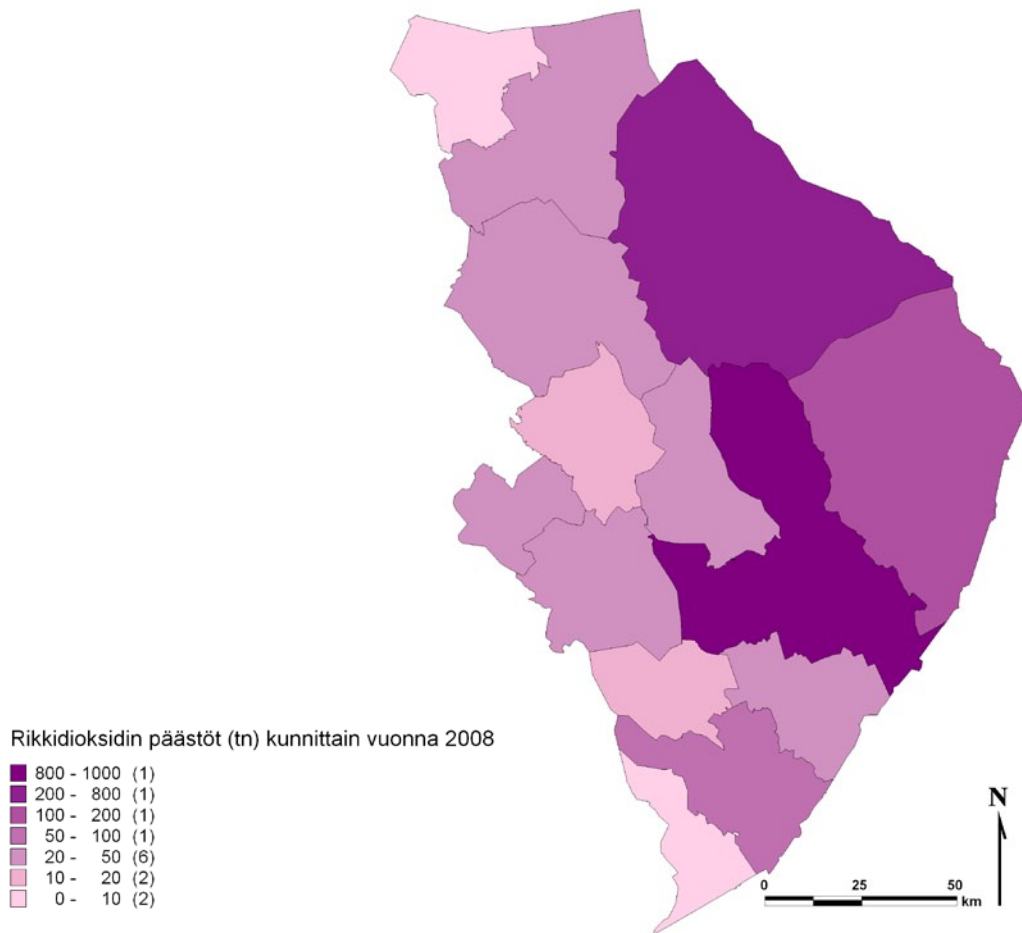 Rikkidioksidin päästöt (tn) kunnittain vuonna 2008
800 - 1000 (1)
200 - 800 (1)
100 - 200 (1)
50 - 100 (1)
20 - 50 (6)
10 - 20 (2)
0 - 10 (2)
N
0 25 50
km